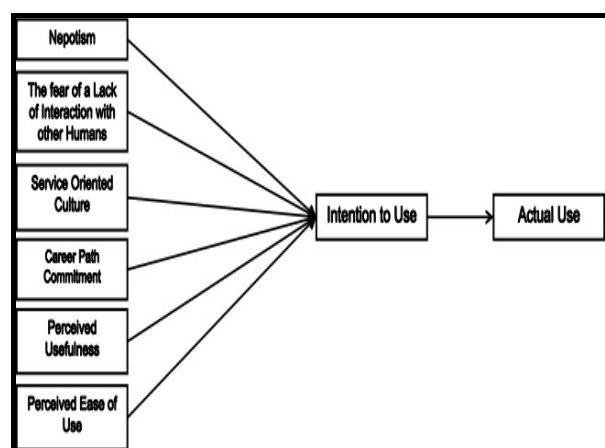 Nepotism
The fear of a Lack
of Interaction with
other Humans
Service Oriented
Culture
Career Path
Commitment
Perceived
Usefulness
Perceived Ease of
Use
Intention to Use
Actual Use